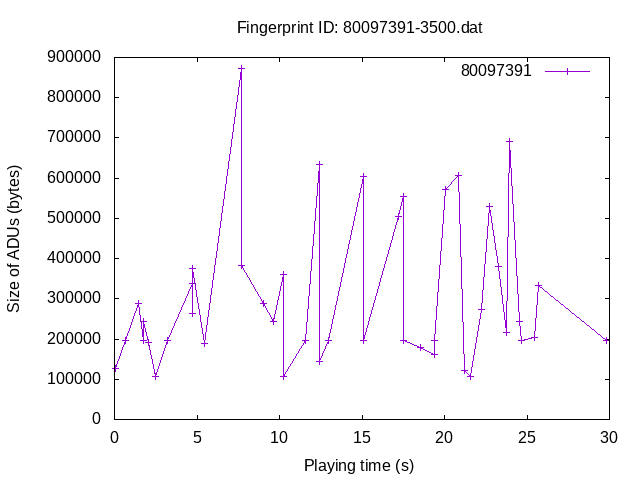 Fingerprint ID: 80097391-3500.dat
80097391
Size of ADUs (bytes)
900000
800000
700000
600000
500000
400000
300000
200000
100000
0
0 5 10 15 20 25 30
Playing time (s)